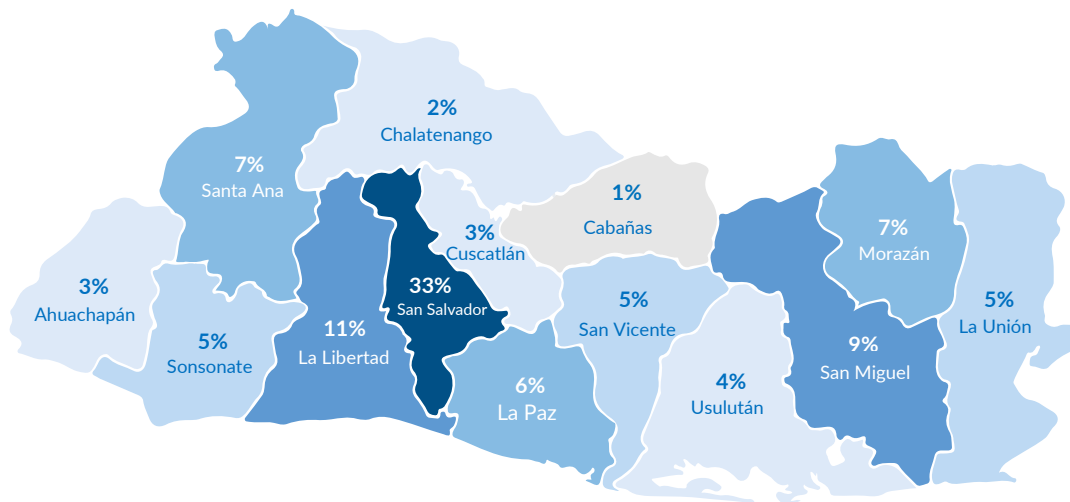 2%
Chalatenango
7%
Santa Ana
1%
Cabañas
7%
Morazán
3%
Cuscatlán
3%
Ahuachapán
33%
San Salvador
5%
San Vicente
5%
La Unión
11%
La Libertad
5%
Sonsonate
9%
San Miguel
6%
La Paz
4%
Usulután